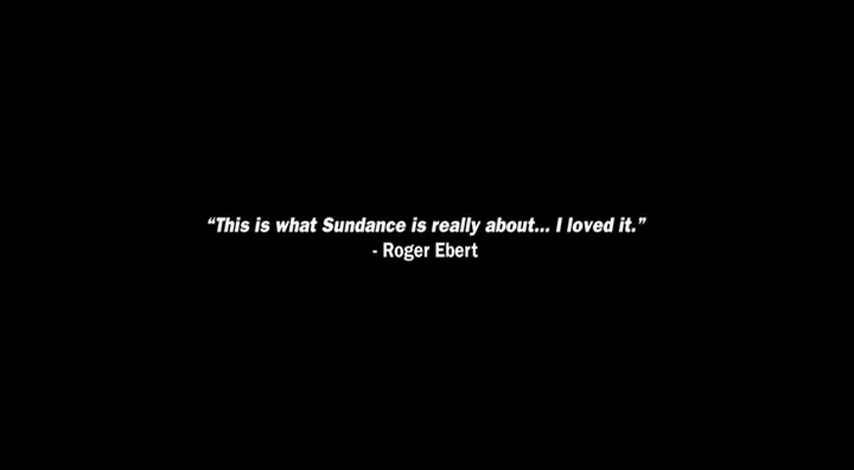 “This is what Sundance is really about... I loved it.”
- Roger Ebert